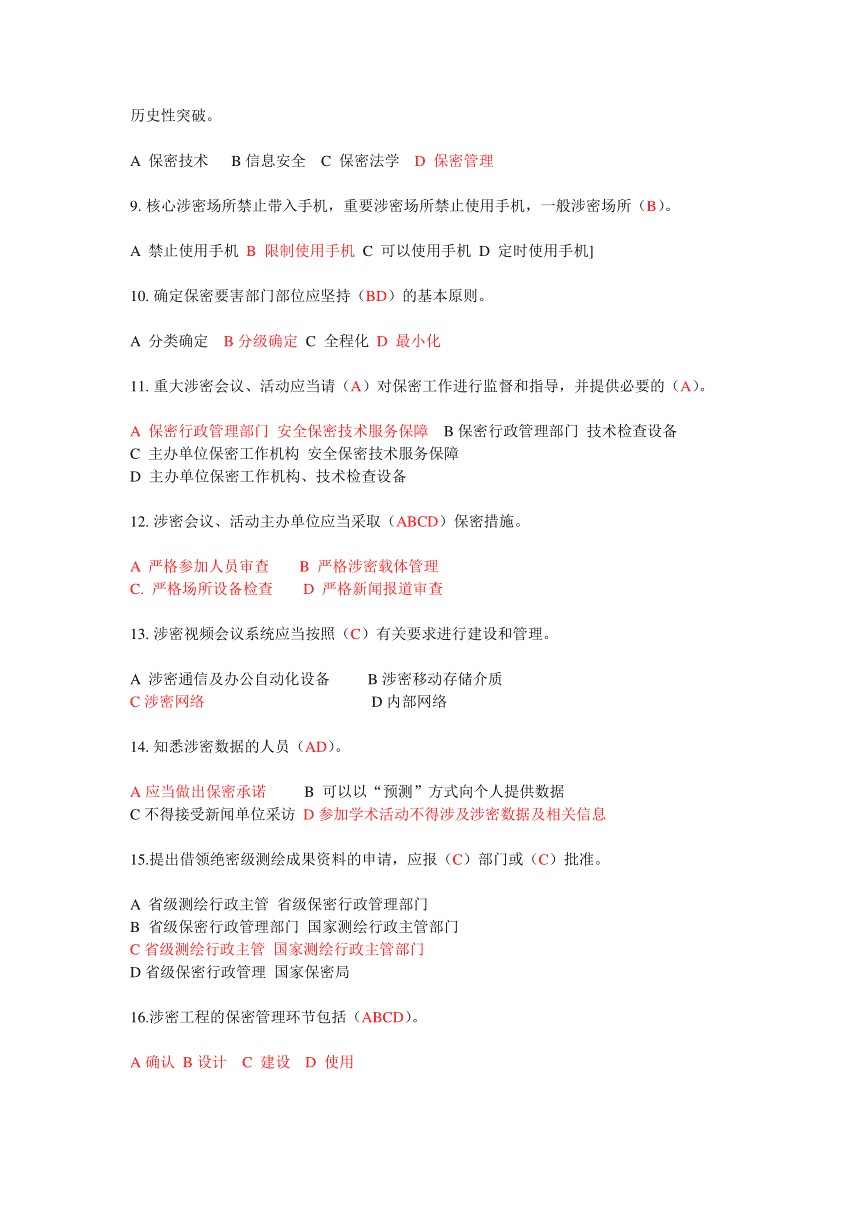 历史性突破。
A 保密技术 B 信息安全 C 保密法学 D 保密管理
9. 核心涉密场所禁止带入手机，重要涉密场所禁止使用手机，一般涉密场所（B）。
A 禁止使用手机 B 限制使用手机 C 可以使用手机 D 定时使用手机]
10. 确定保密要害部门部位应坚持（BD）的基本原则。
A 分类确定 B 分级确定 C 全程化 D 最小化
11. 重大涉密会议、活动应当请（A）对保密工作进行监督和指导，并提供必要的（A）。
A 保密行政管理部门 安全保密技术服务保障 B 保密行政管理部门 技术检查设备
C 主办单位保密工作机构 安全保密技术服务保障
D 主办单位保密工作机构、技术检查设备
12. 涉密会议、活动主办单位应当采取（ABCD）保密措施。
A 严格参加人员审查 B 严格涉密载体管理
C. 严格场所设备检查 D 严格新闻报道审查
13. 涉密视频会议系统应当按照（C）有关要求进行建设和管理。
A 涉密通信及办公自动化设备 B 涉密移动存储介质
C 涉密网络 D 内部网络
14. 知悉涉密数据的人员（AD）。
A 应当做出保密承诺 B 可以以“预测”方式向个人提供数据
C 不得接受新闻单位采访 D 参加学术活动不得涉及涉密数据及相关信息
15.提出借领绝密级测绘成果资料的申请，应报（C）部门或（C）批准。
A 省级测绘行政主管 省级保密行政管理部门
B 省级保密行政管理部门 国家测绘行政主管部门
C 省级测绘行政主管 国家测绘行政主管部门
D 省级保密行政管理 国家保密局
16.涉密工程的保密管理环节包括（ABCD）。
A 确认 B 设计 C 建设 D 使用